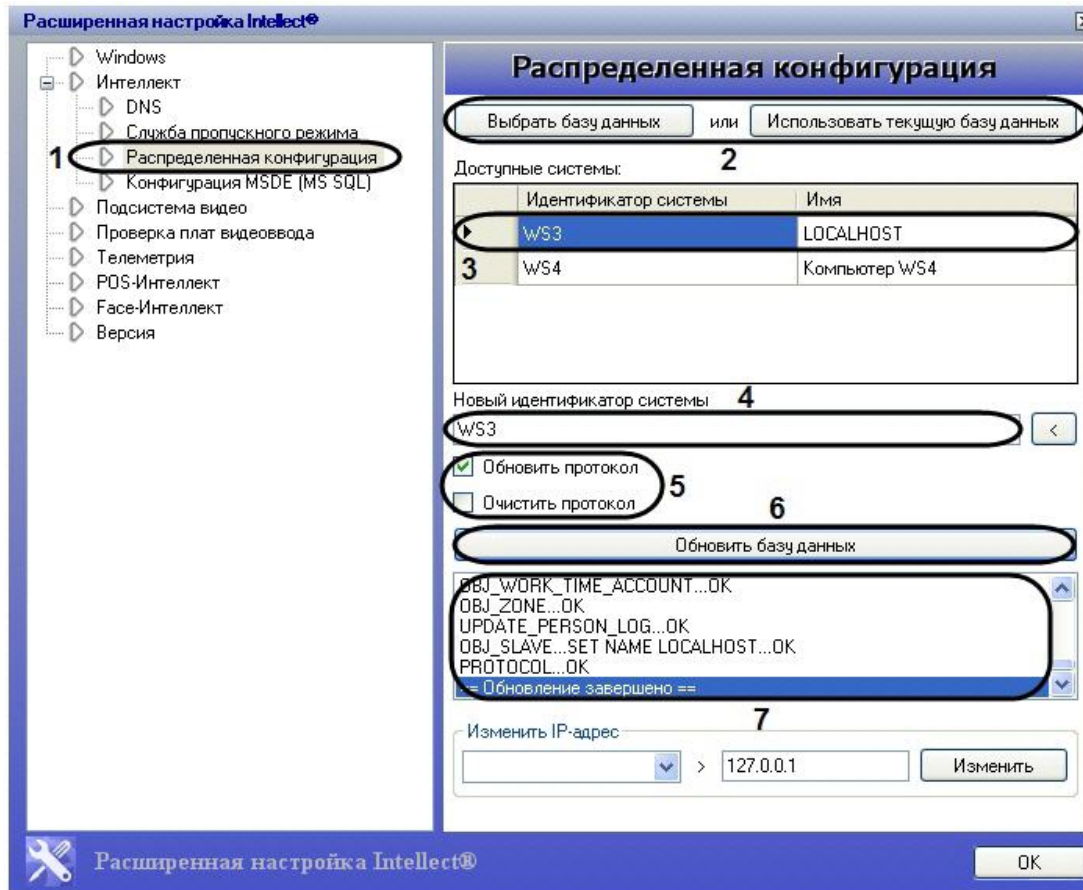 Расширенная настройка Intellect®
Windows
Интеллект
DNS
Служба пропускного режима
1 Распределенная конфигурация
Конфигурация MSDE (MS SQL)
Подсистема видео
Проверка плат видеоввода
Телеметрия
POS-Интеллект
Face-Интеллект
Версия
Распределенная конфигурация
Выбрать базу данных или Использовать текущую базу данных
2
Доступные системы:
Идентификатор системы Имя
WS3 LOCALHOST
3 WS4 Компьютер WS4
Новый идентификатор системы 4
WS3 <
Обновить протокол
5
Очистить протокол
6
Обновить базу данных
OBJ_WORK_TIME_ACCOUNT...OK
OBJ_ZONE...OK
UPDATE_PERSON_LOG...OK
OBJ_SLAVE...SET NAME LOCALHOST...OK
PROTOCOL...OK
== Обновление завершено ==
7
Изменить IP-адрес
> 127.0.0.1 Изменить
Расширенная настройка Intellect®
OK